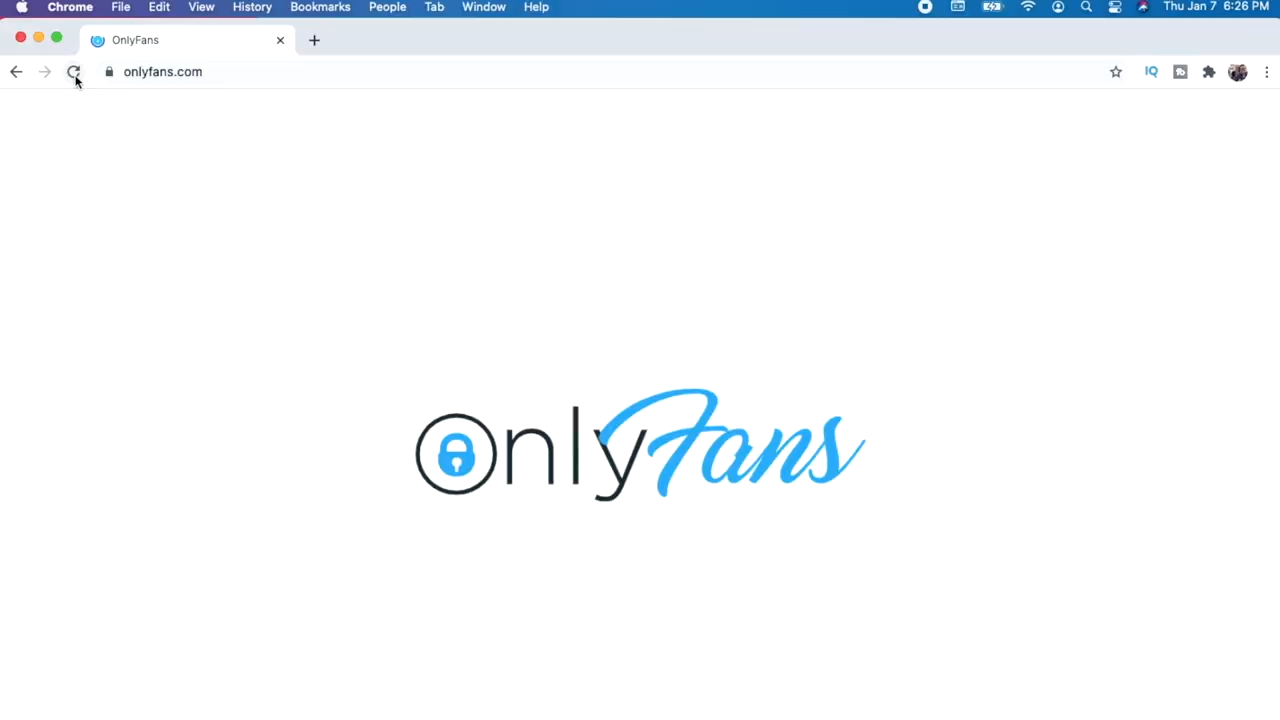 Chrome File Edit View History Bookmarks People Tab Window Help Thu Jan 7 6:26 PM
OnlyFans
onlyfans.com IQ
OnlyFans